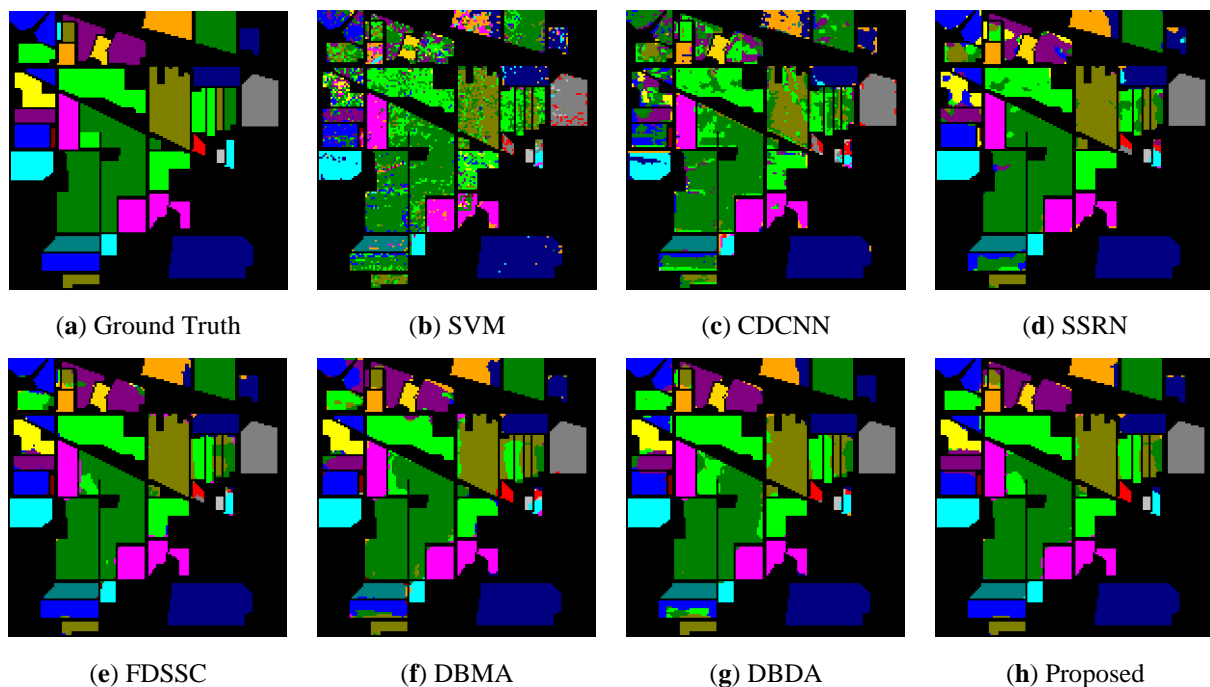 (a) Ground Truth
(b) SVM
(c) CDCNN
(d) SSRN
(e) FDSSC
(f) DBMA
(g) DBDA
(h) Proposed